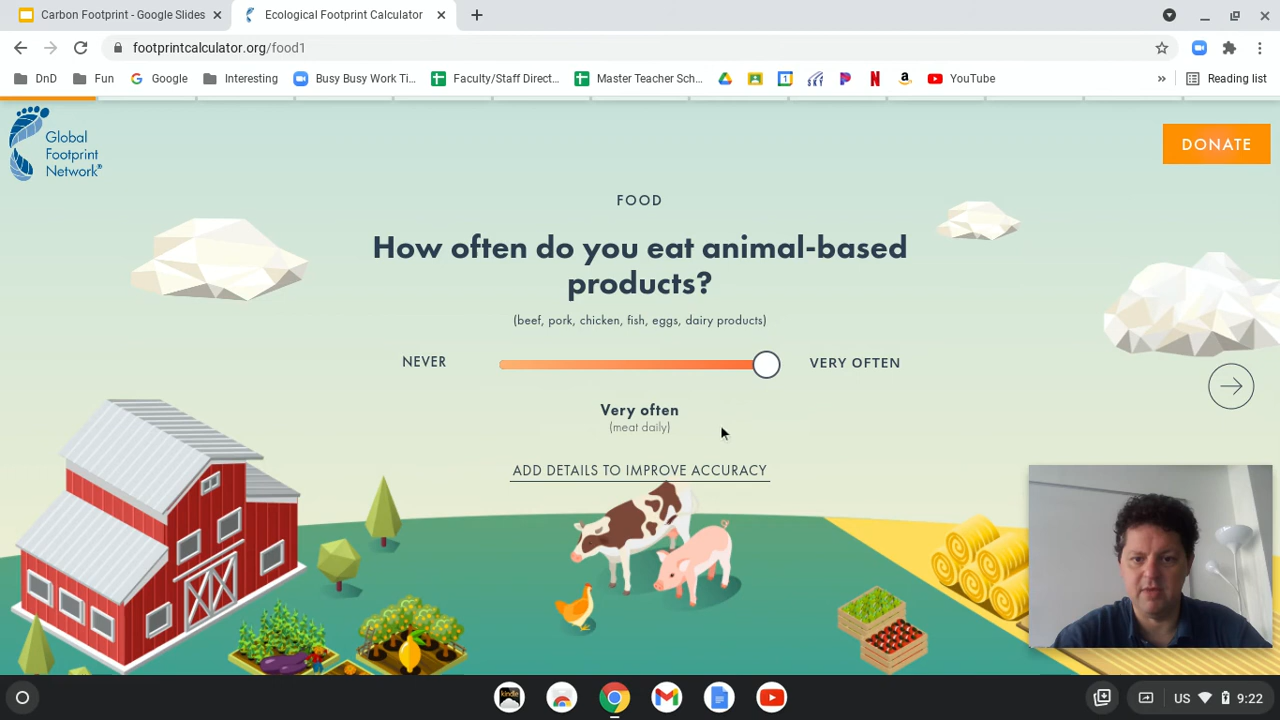 Carbon Footprint - Google Slides
Ecological Footprint Calculator
footprintcalculator.org/food1
DnD
Fun
Google
Interesting
Busy Busy Work Ti...
Faculty/Staff Direct...
Master Teacher Sch...
YouTube
»
Reading list
Global
Footprint
Network®
DONATE
FOOD
How often do you eat animal-based
products?
(beef, pork, chicken, fish, eggs, dairy products)
NEVER
VERY OFTEN
Very often
(meat daily)
ADD DETAILS TO IMPROVE ACCURACY
kindle
US
9:22